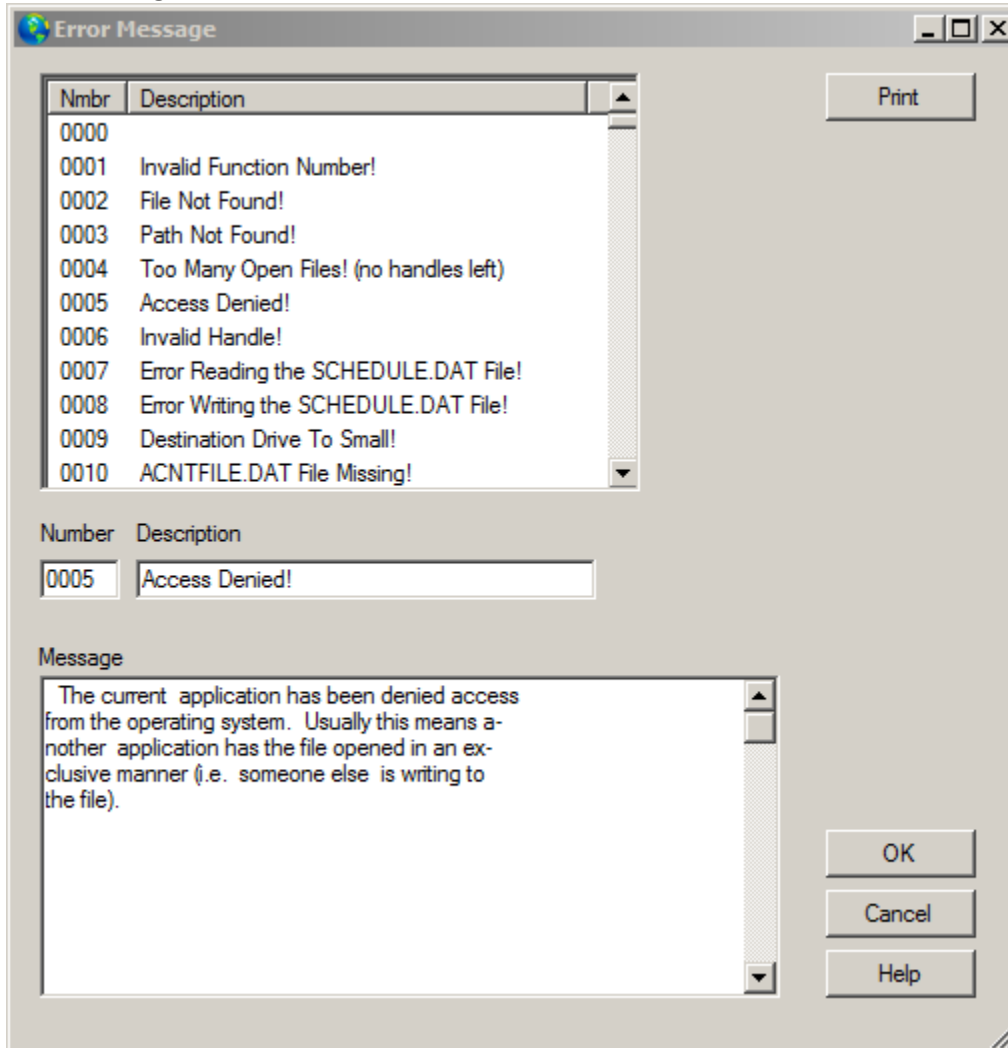 Error Message
Print
Nmbr Description
0000
0001 Invalid Function Number!
0002 File Not Found!
0003 Path Not Found!
0004 Too Many Open Files! (no handles left)
0005 Access Denied!
0006 Invalid Handle!
0007 Error Reading the SCHEDULE.DAT File!
0008 Error Writing the SCHEDULE.DAT File!
0009 Destination Drive To Small!
0010 ACNTFILE.DAT File Missing!
Number Description
0005 Access Denied!
Message
The current application has been denied access
from the operating system. Usually this means a-
nother application has the file opened in an ex-
clusive manner (i.e. someone else is writing to
the file).
OK
Cancel
Help